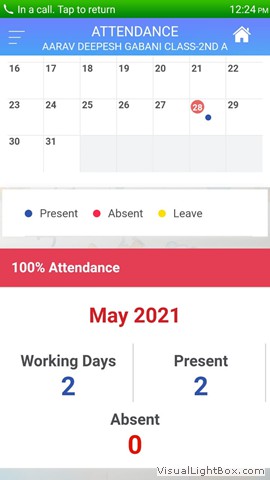 In a call. Tap to return 12:24 PM
ATTENDANCE
AARAV DEEPESH GABANI CLASS-2ND A
16 17 18 19 20 21 22
23 24 25 26 27 28 29
30 31
Present Absent Leave
100% Attendance
May 2021
Working Days Present
2 2
Absent
0
VisualLightBox.com